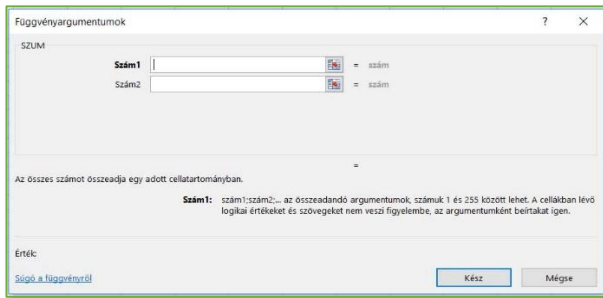 Függvényargumentumok ? ×
SZUM
Szám1 = szám
Szám2 = szám
=
Az összes számot összeadja egy adott cellatartományban.
Szám1: szám1;szám2;... az összeadandó argumentumok, számuk 1 és 255 között lehet. A cellákban lévő
logikai értékeket és szövegeket nem veszi figyelembe, az argumentumként beírtakat igen.
Érték:
Súgó a függvényről Kész Mégse